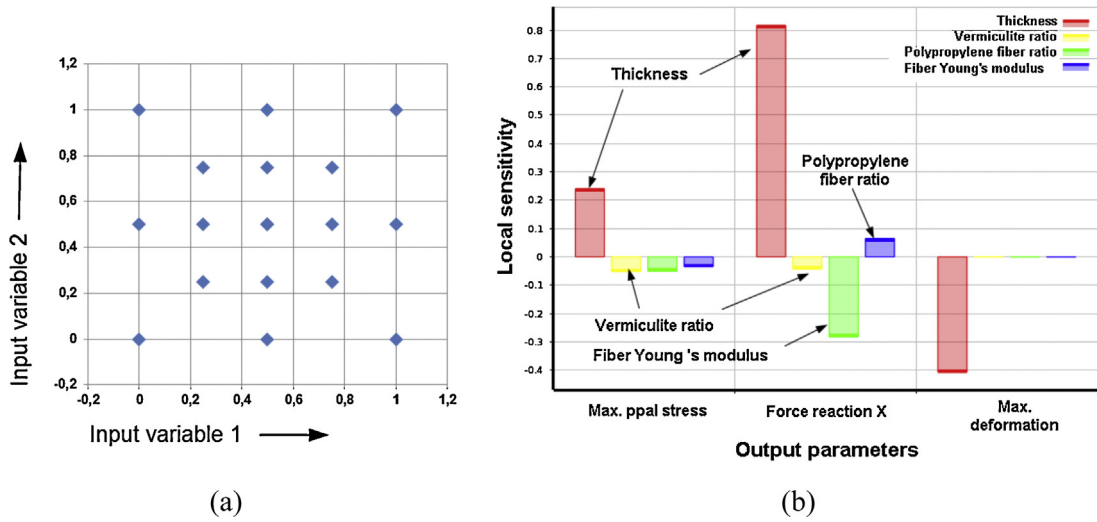 1,2
1
0,8
0,6
0,4
0,2
0
-0,2
-0,2
0
0,2
0,4
0,6
0,8
1
1,2
Input variable 2
Input variable 1
(a)
Thickness
Vermiculite ratio
Polypropylene fiber ratio
Fiber Young's modulus
0.8
0.7
0.6
0.5
0.4
0.3
0.2
0.1
0
-0.1
-0.2
-0.3
-0.4
Local sensitivity
Thickness
Polypropylene
fiber ratio
Vermiculite ratio
Fiber Young 's modulus
Max. ppal stress
Force reaction X
Max.
deformation
Output parameters
(b)